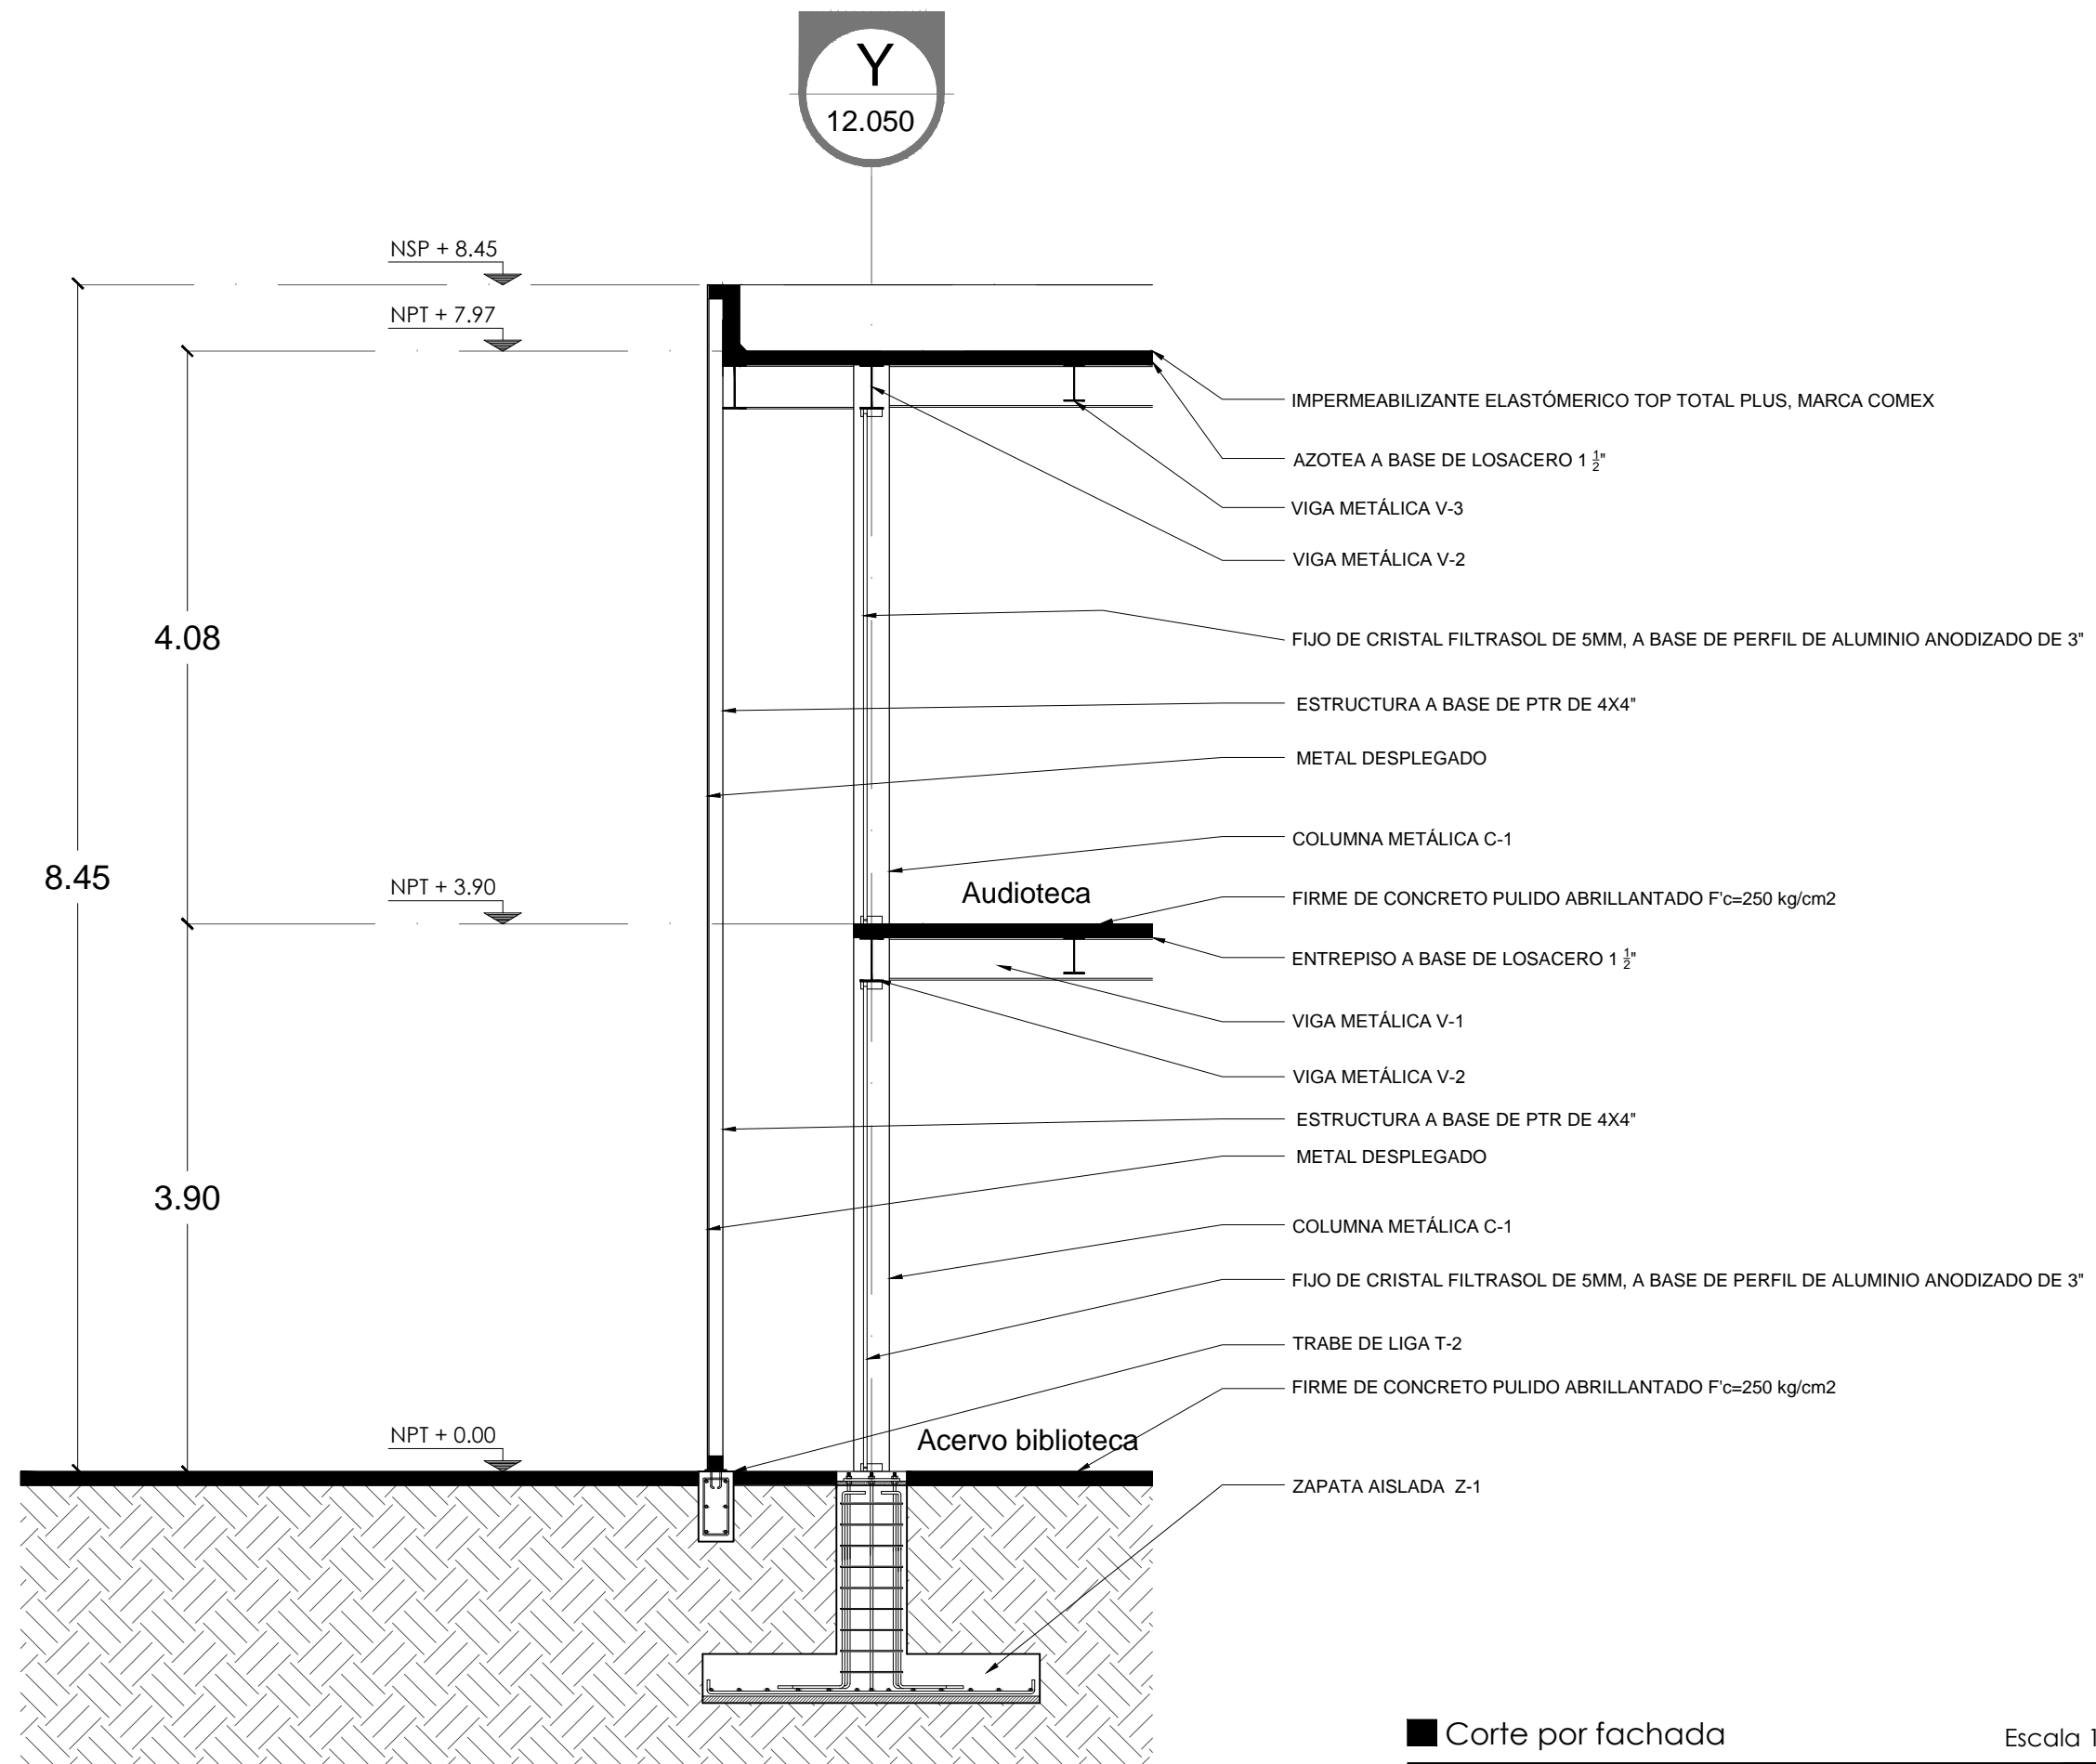 Y
12.050
NSP + 8.45
NPT + 7.97
IMPERMEABILIZANTE ELASTÓMERICO TOP TOTAL PLUS, MARCA COMEX
AZOTEA A BASE DE LOSACERO 1 1/2"
VIGA METÁLICA V-3
VIGA METÁLICA V-2
4.08
FIJO DE CRISTAL FILTRASOL DE 5MM, A BASE DE PERFIL DE ALUMINIO ANODIZADO DE 3"
ESTRUCTURA A BASE DE PTR DE 4X4"
METAL DESPLEGADO
COLUMNA METÁLICA C-1
8.45
NPT + 3.90
Audioteca
FIRME DE CONCRETO PULIDO ABRILLANTADO F'c=250 kg/cm2
ENTREPISO A BASE DE LOSACERO 1 1/2"
VIGA METÁLICA V-1
VIGA METÁLICA V-2
ESTRUCTURA A BASE DE PTR DE 4X4"
METAL DESPLEGADO
3.90
COLUMNA METÁLICA C-1
FIJO DE CRISTAL FILTRASOL DE 5MM, A BASE DE PERFIL DE ALUMINIO ANODIZADO DE 3"
TRABE DE LIGA T-2
FIRME DE CONCRETO PULIDO ABRILLANTADO F'c=250 kg/cm2
NPT + 0.00
Acervo biblioteca
ZAPATA AISLADA Z-1
Corte por fachada
Escala 1